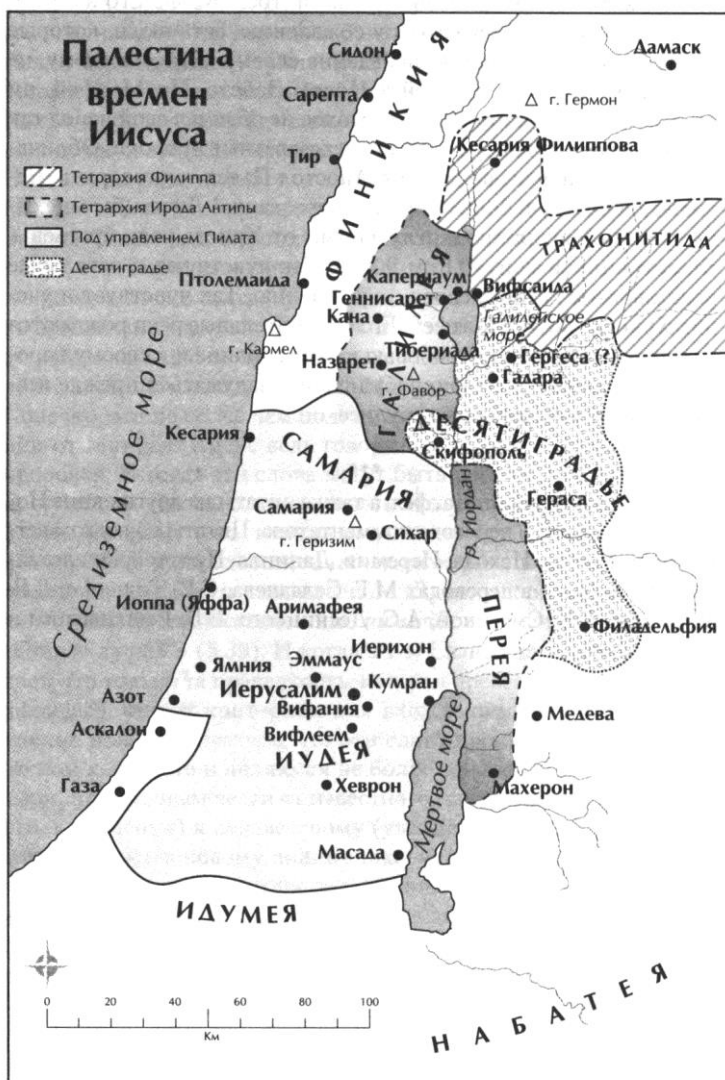 Палестина
времен
Иисуса
Тетрархия Филиппа
Тетрархия Ирода Антипы
Под управлением Пилата
Десятиградье
Сидон
Дамаск
Сарепта
г. Гермон
Тир
Кесария Филиппова
ФИНИКИЯ
ТРАХОНИТИДА
Птолемаида
Капернаум
Вифсаида
Геннисарет
Кана
Галилейское
море
г. Кармел
Тибериада
Гергеса (?)
Назарет
г. Фавор
Гадара
ГАЛИЛЕЯ
Средиземное море
Кесария
ДЕСЯТИГРАДЬЕ
Скифополь
САМАРИЯ
Гераса
Самария
г. Геризим
Сихар
р. Иордан
Иоппа (Яффа)
Аримафея
ПЕРЕЯ
Филадельфия
Ямния
Эммаус
Иерихон
Азот
Иерусалим
Кумран
Вифания
Медева
Аскалон
Вифлеем
ИУДЕЯ
Газа
Хеврон
Мертвое море
Махерон
Масада
ИДУМЕЯ
НАБАТЕЯ
0 20 40 60 80 100
Км